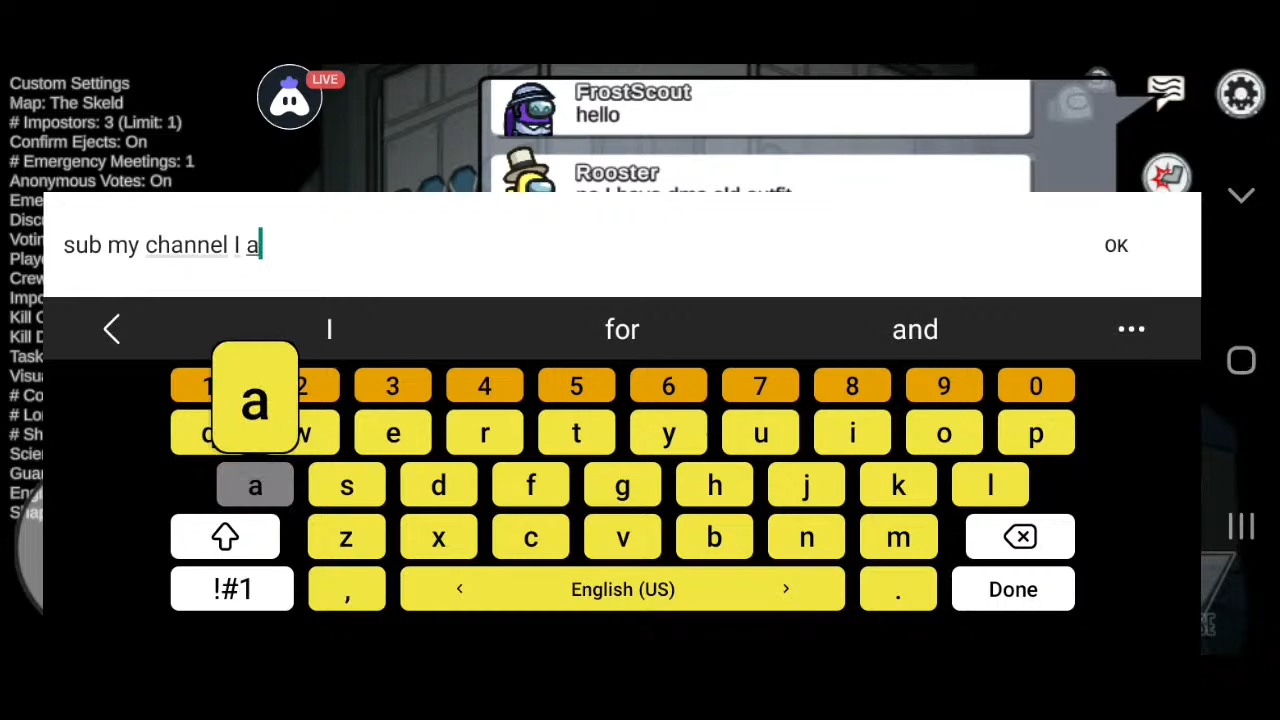 Custom Settings
Map: The Skeld
# Impostors: 3 (Limit: 1)
Confirm Ejects: On
# Emergency Meetings: 1
Anonymous Votes: On
LIVE
FrostScout
hello
Rooster
sub my channel I a
OK
I for and
1 2 3 4 5 6 7 8 9 0
a
q w e r t y u i o p
a s d f g h j k l
z x c v b n m
!#1 , < English (US) > . Done